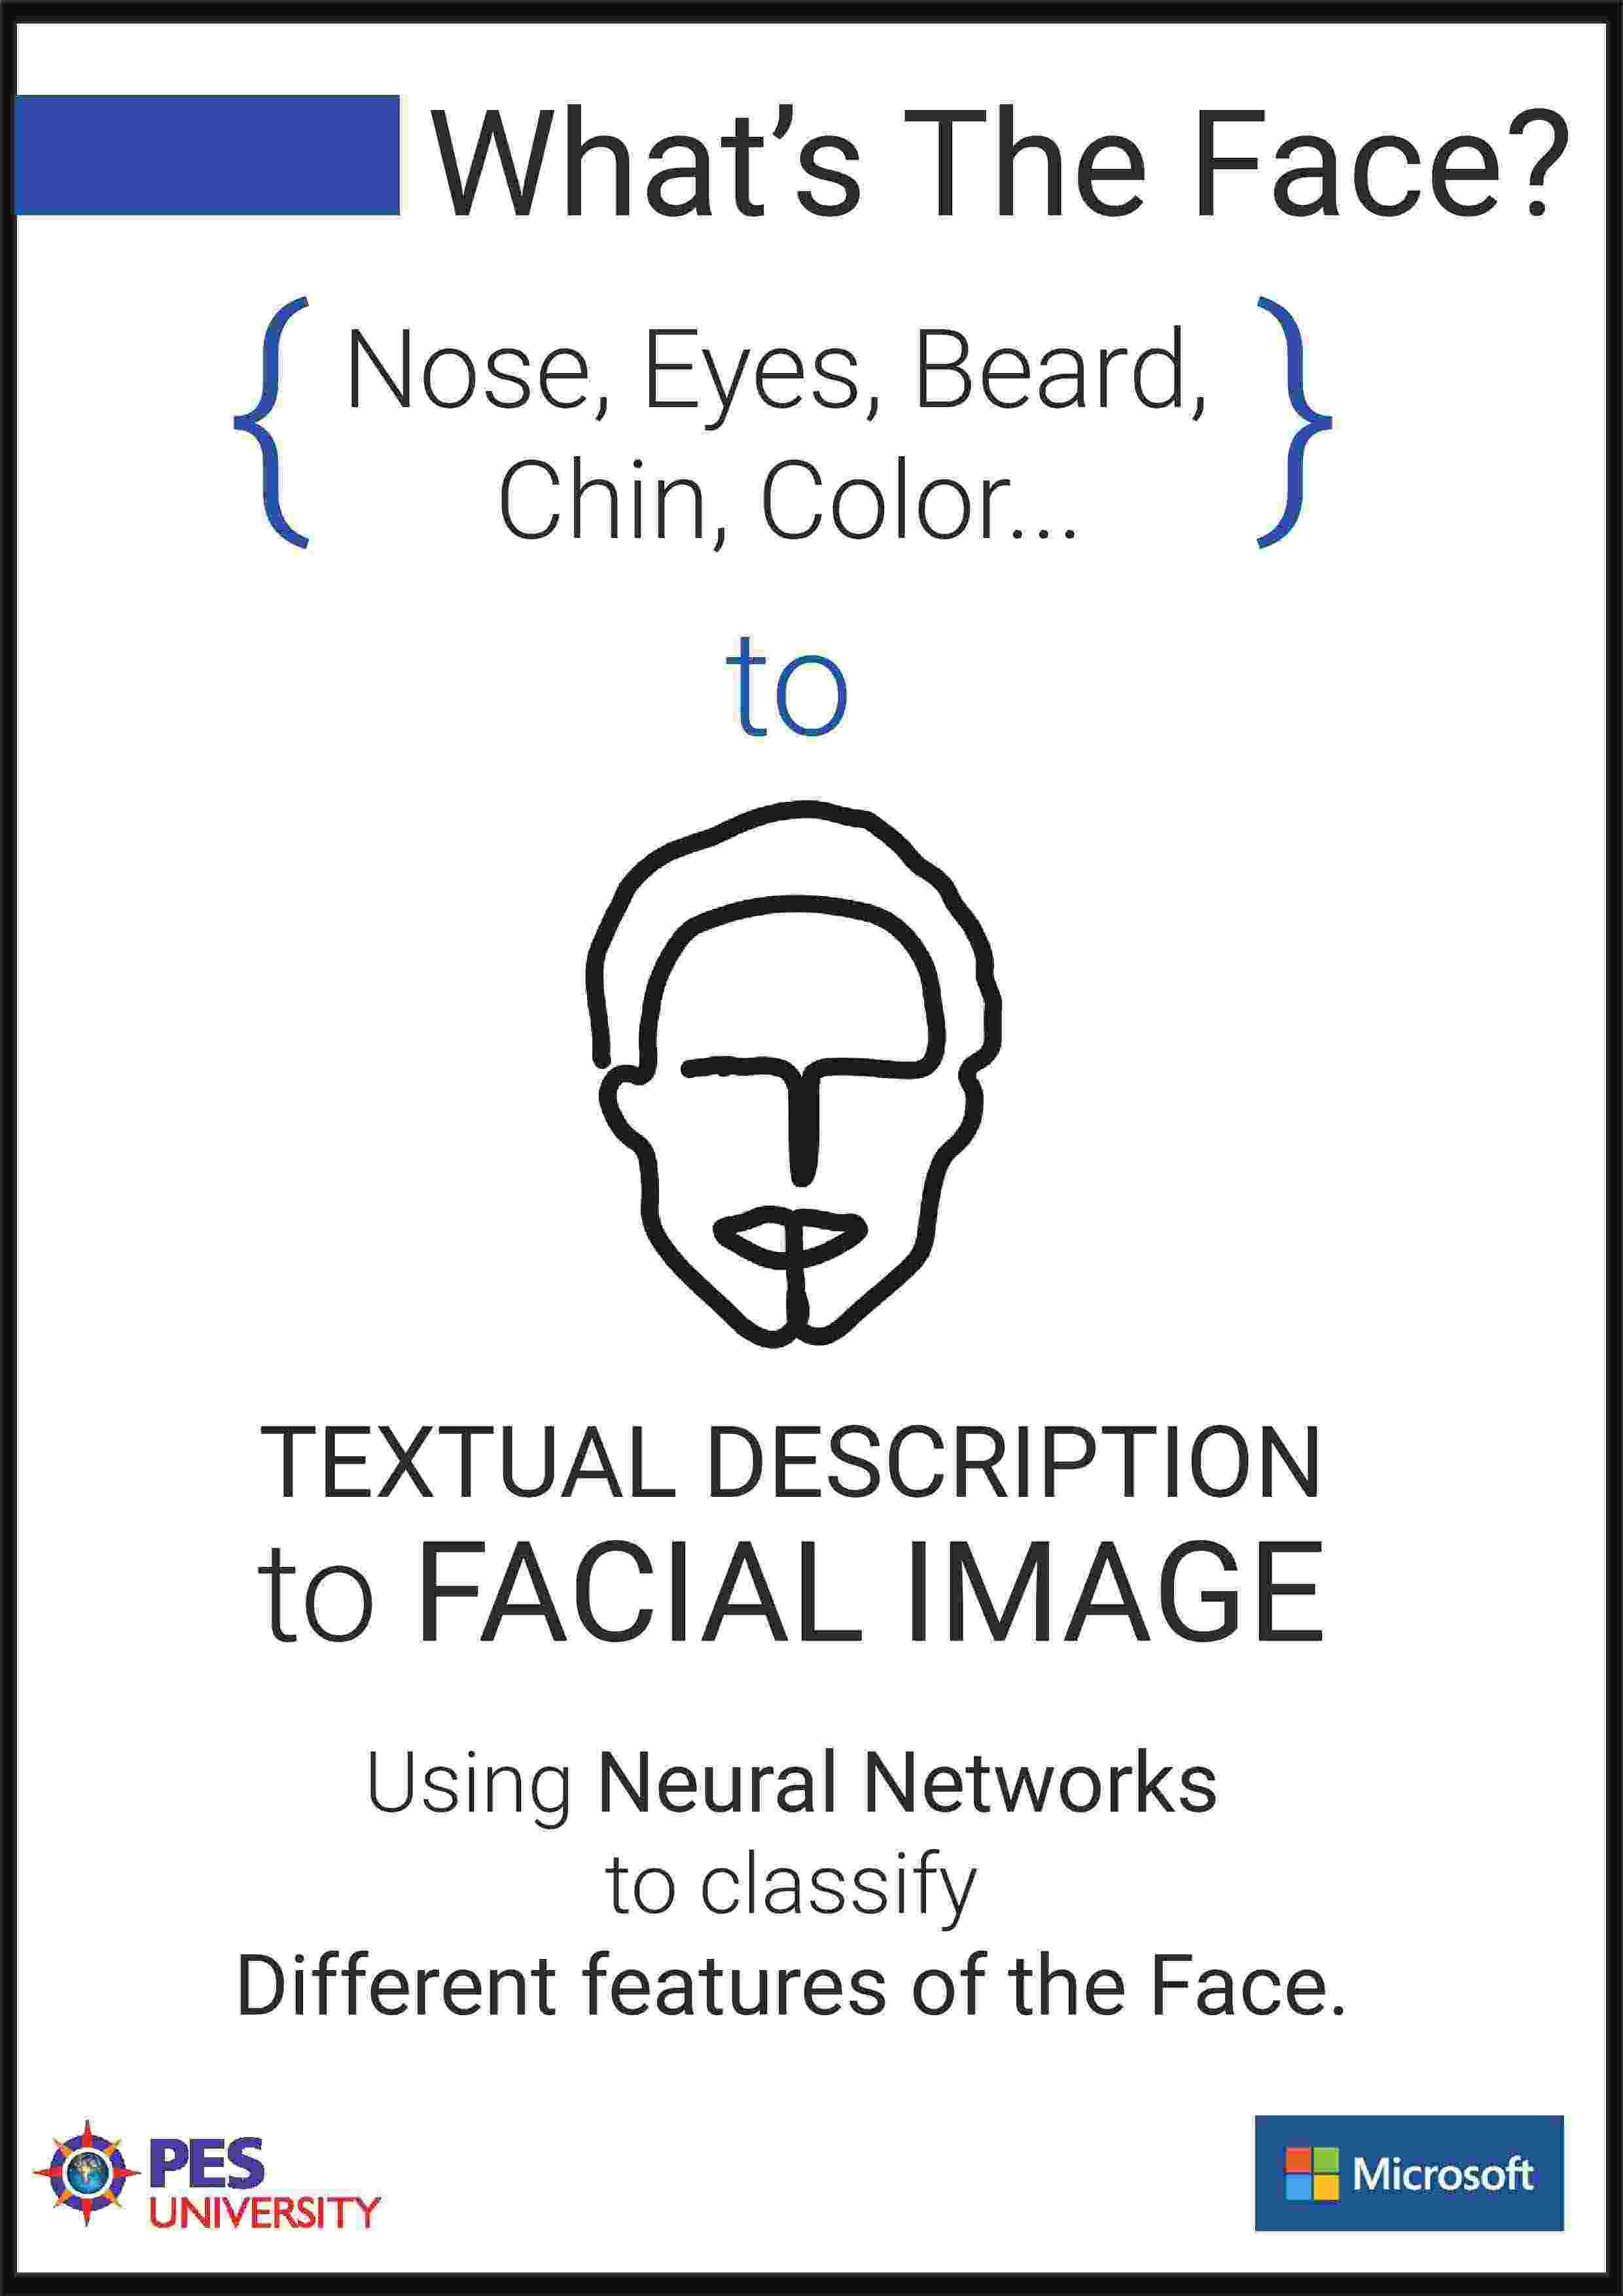 What's The Face?
{ Nose, Eyes, Beard,
Chin, Color... }
to
TEXTUAL DESCRIPTION
to FACIAL IMAGE
Using Neural Networks
to classify
Different features of the Face.
PES
UNIVERSITY
Microsoft